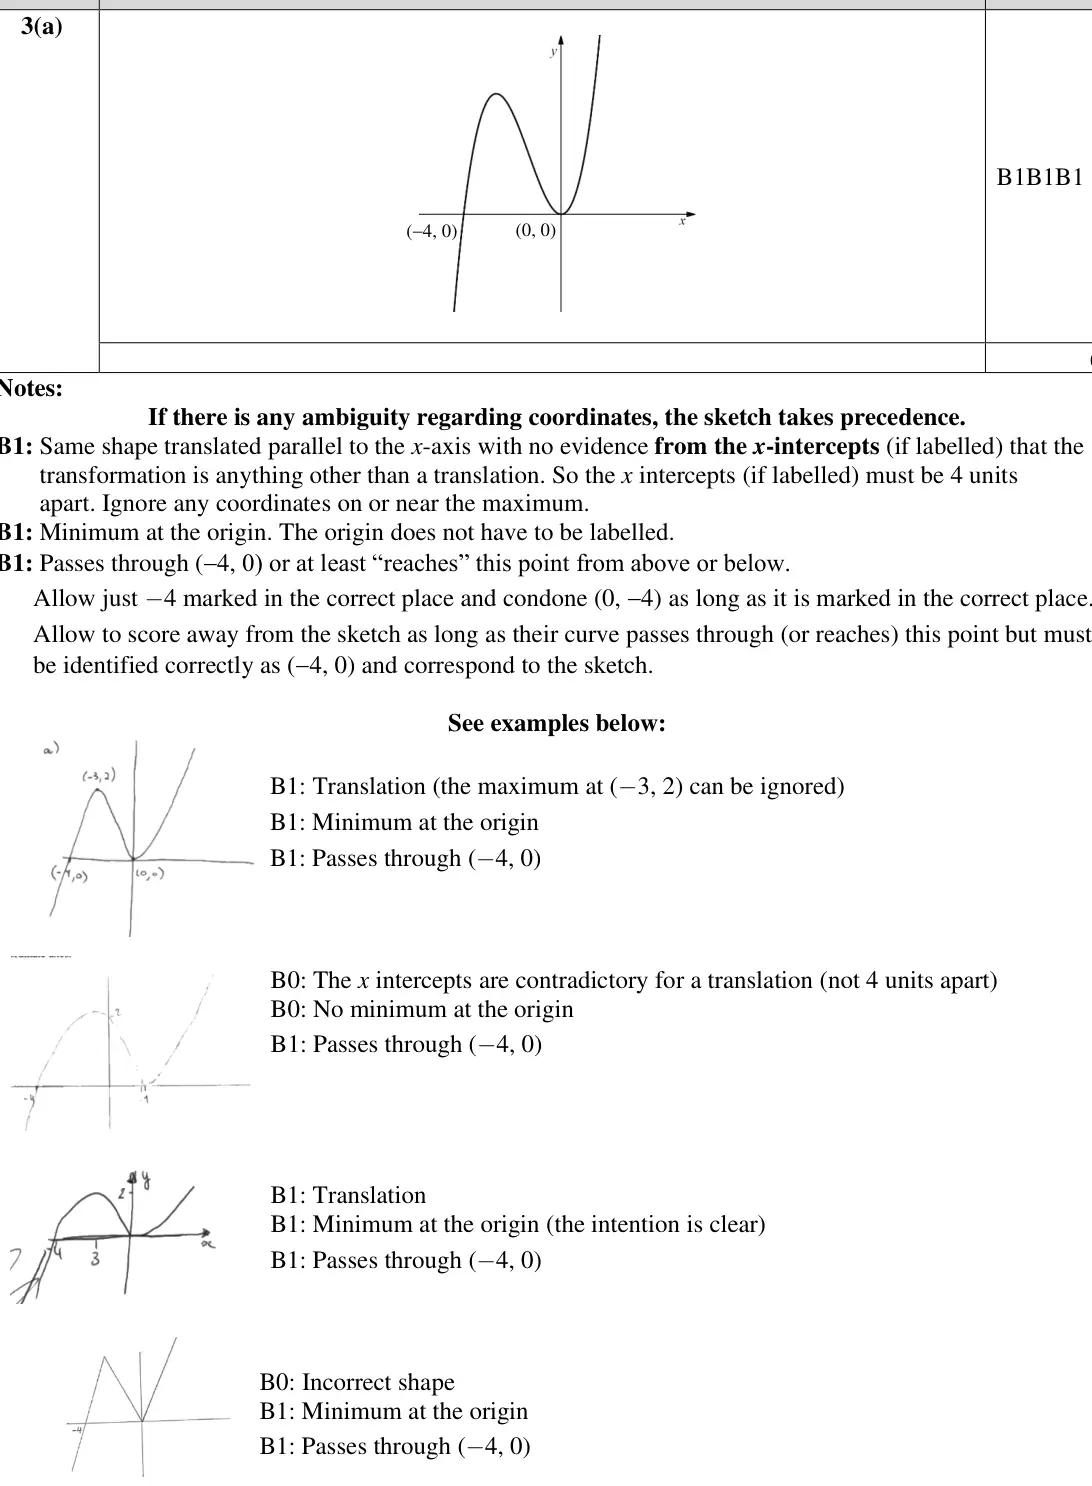 3(a)
y
B1B1B1
x
(–4, 0)
(0, 0)
Notes:
If there is any ambiguity regarding coordinates, the sketch takes precedence.
B1: Same shape translated parallel to the x-axis with no evidence from the x-intercepts (if labelled) that the
transformation is anything other than a translation. So the x intercepts (if labelled) must be 4 units
apart. Ignore any coordinates on or near the maximum.
B1: Minimum at the origin. The origin does not have to be labelled.
B1: Passes through (–4, 0) or at least “reaches” this point from above or below.
Allow just −4 marked in the correct place and condone (0, –4) as long as it is marked in the correct place.
Allow to score away from the sketch as long as their curve passes through (or reaches) this point but must
be identified correctly as (–4, 0) and correspond to the sketch.
See examples below:
a)
(-3,2)
(-4,0)
(0,0)
B1: Translation (the maximum at (−3, 2) can be ignored)
B1: Minimum at the origin
B1: Passes through (−4, 0)
2
-4
1
B0: The x intercepts are contradictory for a translation (not 4 units apart)
B0: No minimum at the origin
B1: Passes through (−4, 0)
y
2
-4
3
x
B1: Translation
B1: Minimum at the origin (the intention is clear)
B1: Passes through (−4, 0)
-4
B0: Incorrect shape
B1: Minimum at the origin
B1: Passes through (−4, 0)